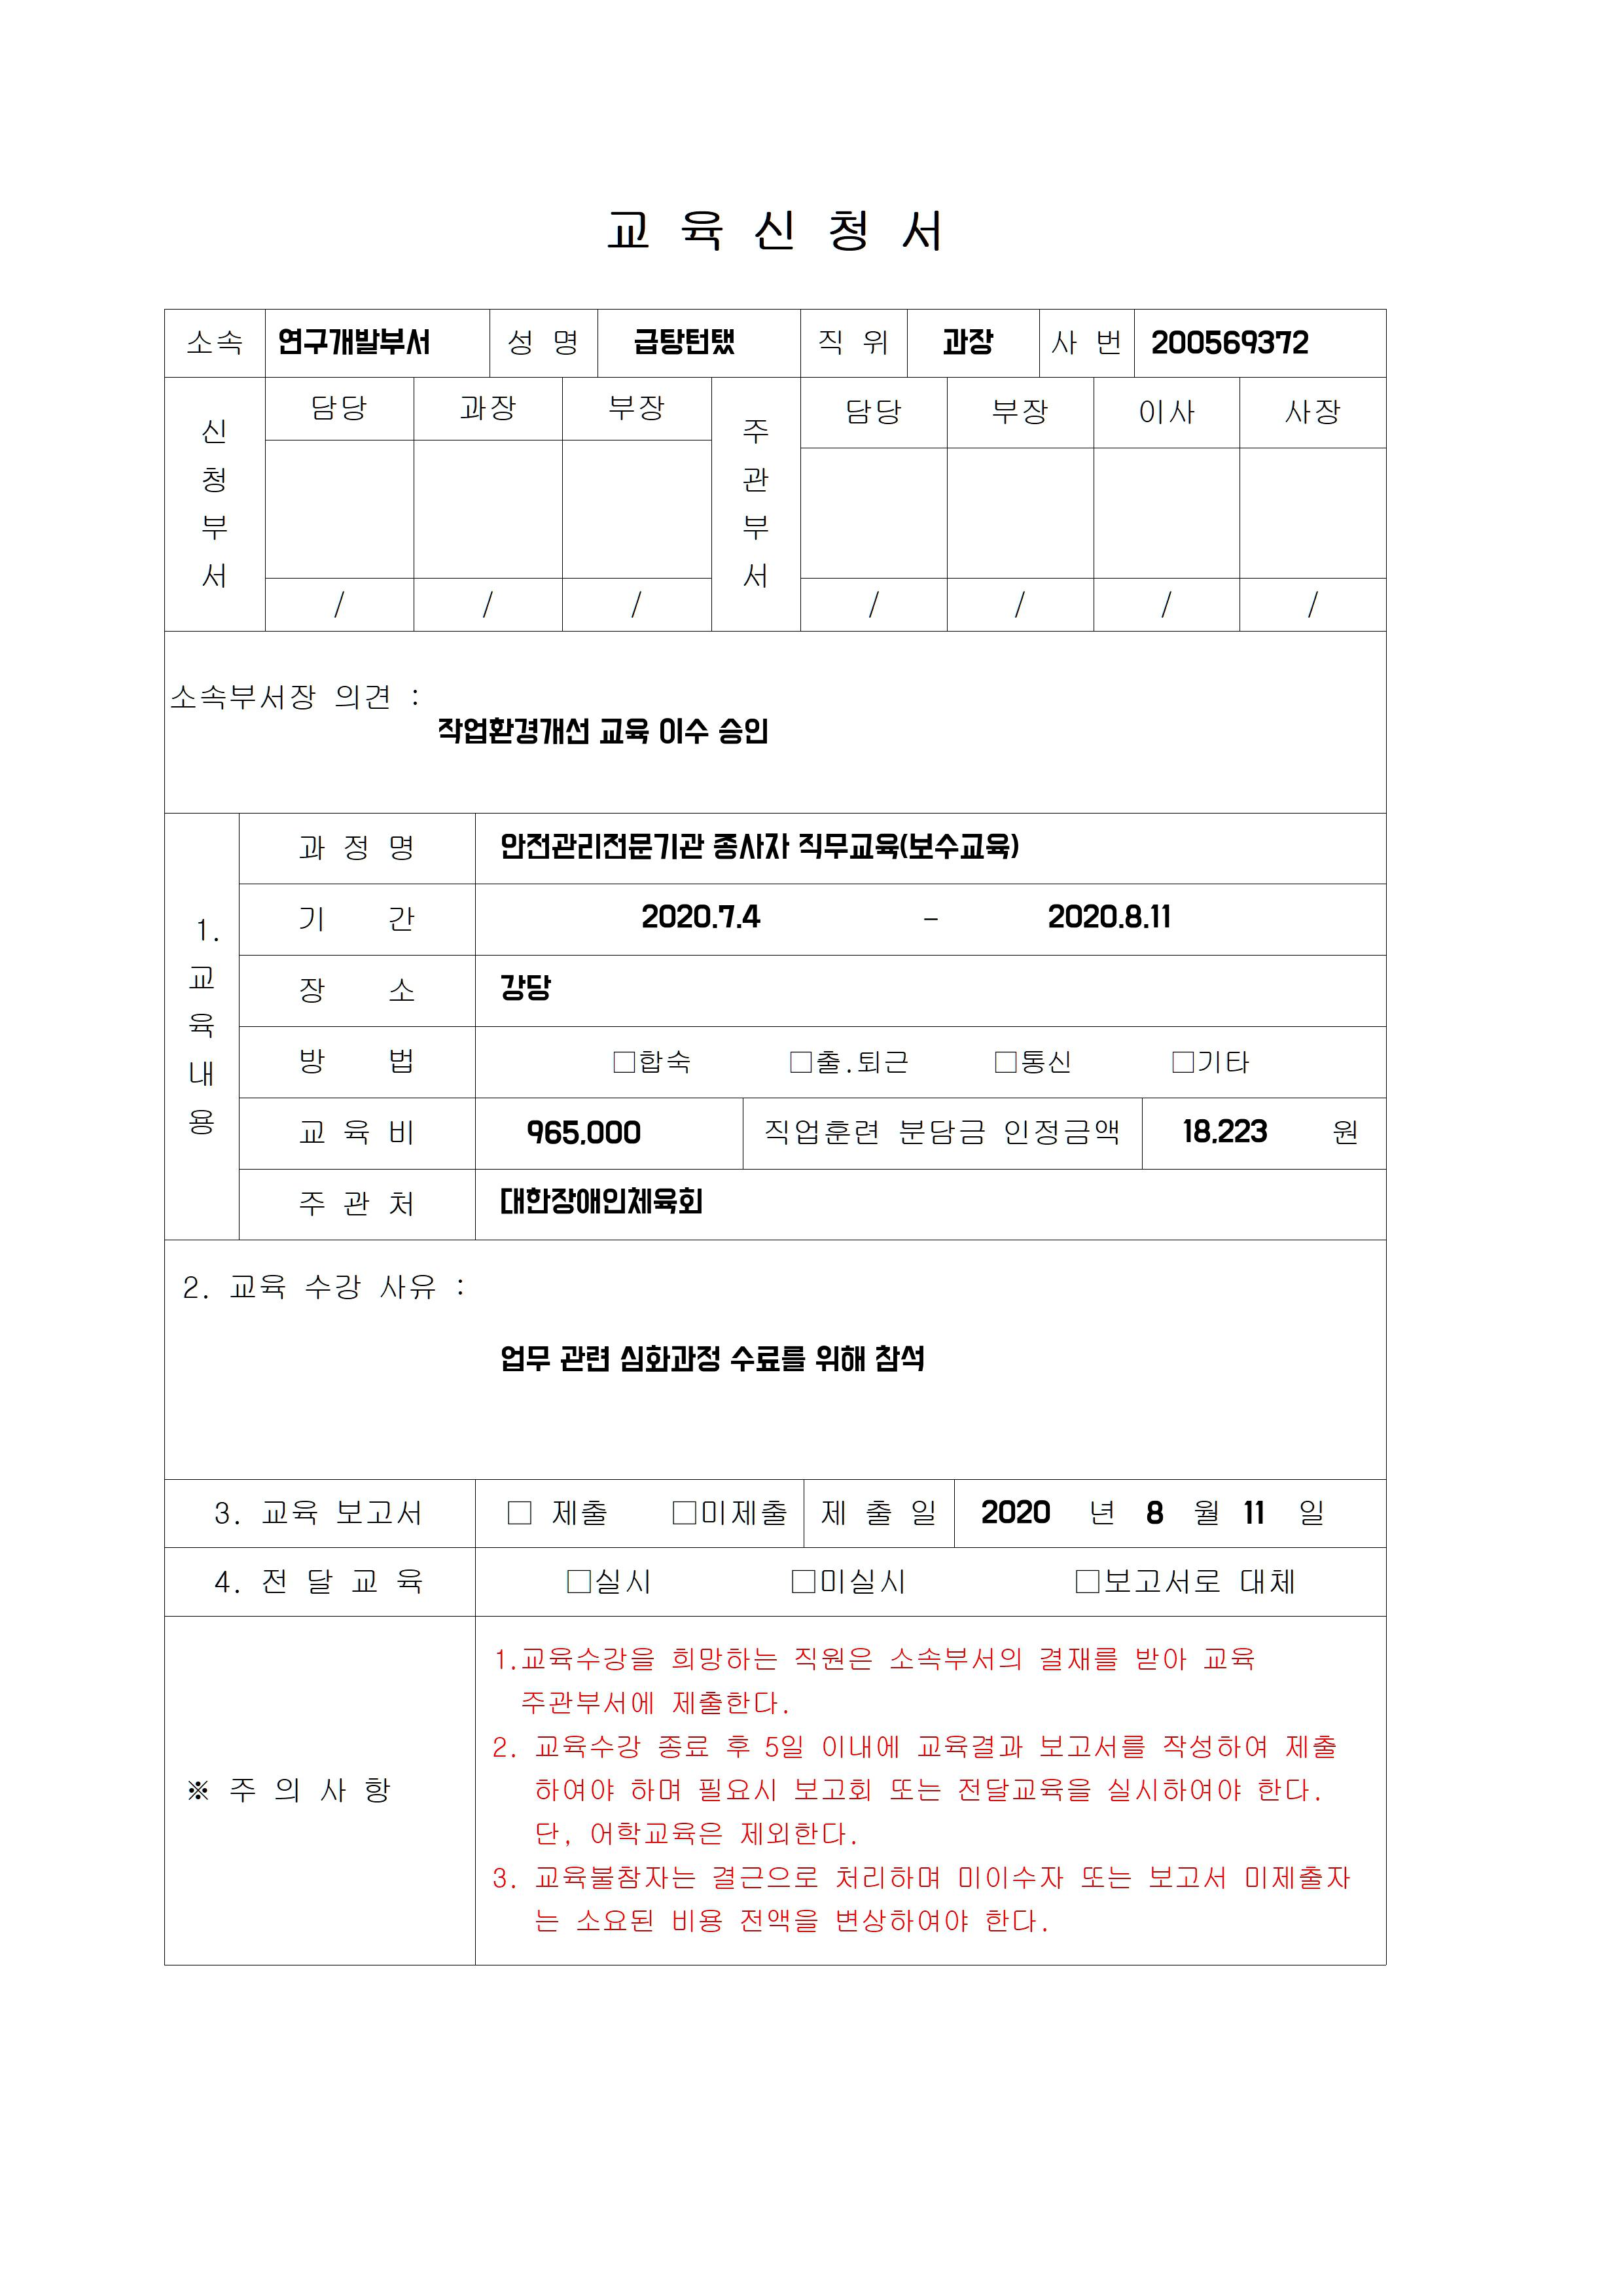 교 육 신 청 서
소속 연구개발부서 성 명 급탕턴탰 직 위 과장 사 번 200569372
신청부서 담당 과장 부장 주관부서 담당 부장 이사 사장
/ / / / / / /
소속부서장 의견 :
작업환경개선 교육 이수 승인
1. 교육내용
과 정 명 안전관리전문기관 종사자 직무교육(보수교육)
기 간 2020.7.4 - 2020.8.11
장 소 강당
방 법 □합숙 □출.퇴근 □통신 □기타
교 육 비 965,000 직업훈련 분담금 인정금액 18,223 원
주 관 처 대한장애인체육회
2. 교육 수강 사유 :
업무 관련 심화과정 수료를 위해 참석
3. 교육 보고서 □ 제출 □미제출 제 출 일 2020 년 8 월 11 일
4. 전 달 교 육 □실시 □미실시 □보고서로 대체
※ 주 의 사 항
1.교육수강을 희망하는 직원은 소속부서의 결재를 받아 교육
주관부서에 제출한다.
2. 교육수강 종료 후 5일 이내에 교육결과 보고서를 작성하여 제출
하여야 하며 필요시 보고회 또는 전달교육을 실시하여야 한다.
단, 어학교육은 제외한다.
3. 교육불참자는 결근으로 처리하며 미이수자 또는 보고서 미제출자
는 소요된 비용 전액을 변상하여야 한다.